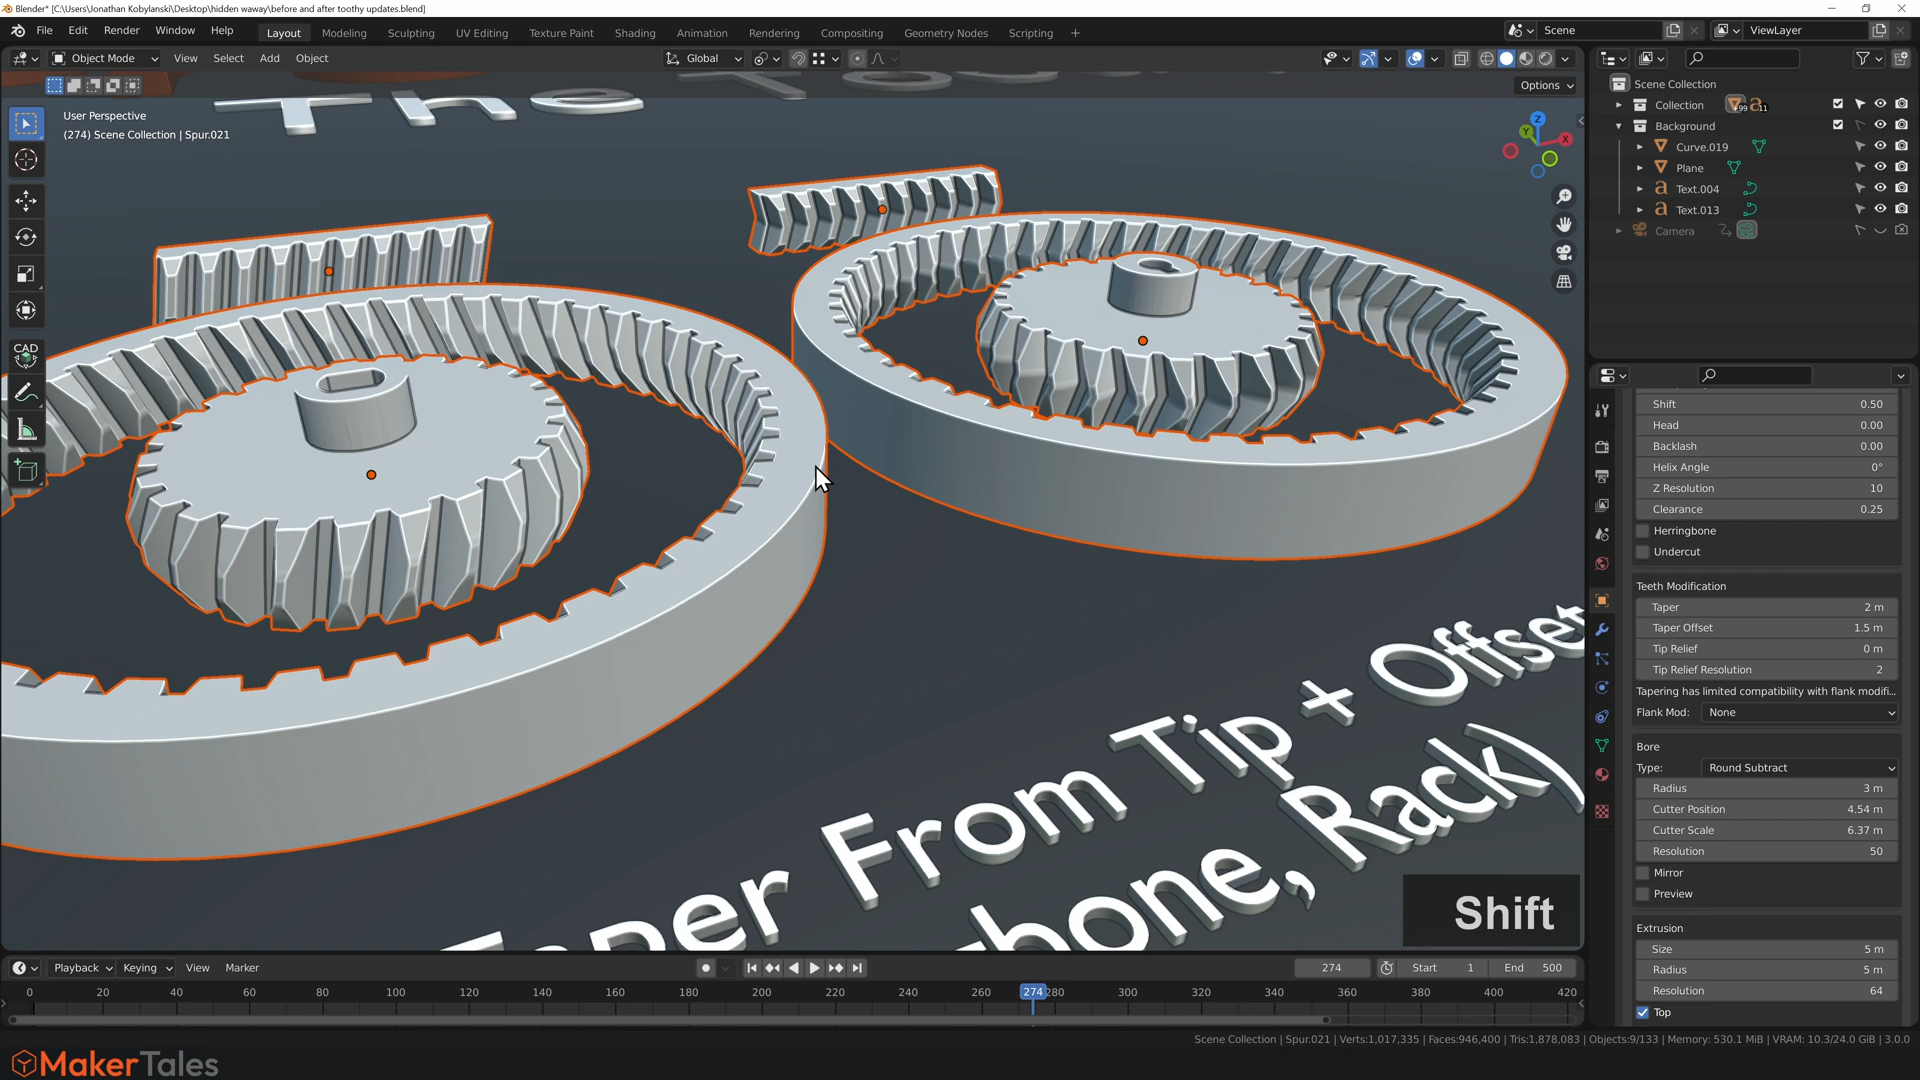 Blender* [C:\Users\Jonathan Kobylanski\Desktop\hidden waway\before and after toothy updates.blend]
File Edit Render Window Help Layout Modeling Sculpting UV Editing Texture Paint Shading Animation Rendering Compositing Geometry Nodes Scripting + Scene ViewLayer
Object Mode View Select Add Object Global
Options
The
User Perspective
(274) Scene Collection | Spur.021
Z
Y
X
CAD
Taper From Tip + Offset
bone, Rack)
Shift
Scene Collection
Collection 99 11
Background
Curve.019
Plane
Text.004
Text.013
Camera
Shift 0.50
Head 0.00
Backlash 0.00
Helix Angle 0°
Z Resolution 10
Clearance 0.25
Herringbone
Undercut
Teeth Modification
Taper 2 m
Taper Offset 1.5 m
Tip Relief 0 m
Tip Relief Resolution 2
Tapering has limited compatibility with flank modifi...
Flank Mod: None
Bore
Type: Round Subtract
Radius 3 m
Cutter Position 4.54 m
Cutter Scale 6.37 m
Resolution 50
Mirror
Preview
Extrusion
Size 5 m
Radius 5 m
Resolution 64
Top
Playback Keying View Marker 274 Start 1 End 500
0 20 40 60 80 100 120 140 160 180 200 220 240 260 274 280 300 320 340 360 380 400 420
Scene Collection | Spur.021 | Verts:1,017,335 | Faces:946,400 | Tris:1,878,083 | Objects:9/133 | Memory: 530.1 MiB | VRAM: 10.3/24.0 GiB | 3.0.0
MakerTales